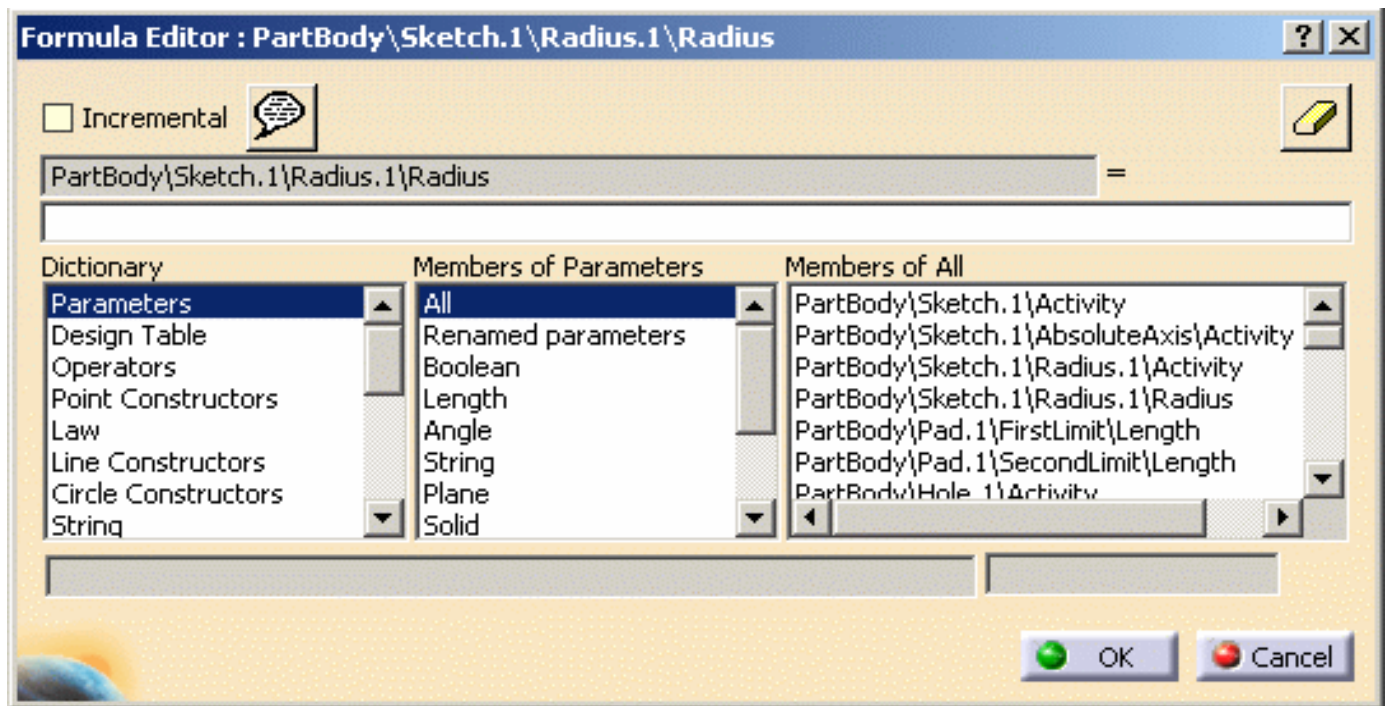 Formula Editor : PartBody\Sketch.1\Radius.1\Radius
Incremental
PartBody\Sketch.1\Radius.1\Radius =
Dictionary
Parameters
Design Table
Operators
Point Constructors
Law
Line Constructors
Circle Constructors
String
Members of Parameters
All
Renamed parameters
Boolean
Length
Angle
String
Plane
Solid
Members of All
PartBody\Sketch.1\Activity
PartBody\Sketch.1\AbsoluteAxis\Activity
PartBody\Sketch.1\Radius.1\Activity
PartBody\Sketch.1\Radius.1\Radius
PartBody\Pad.1\FirstLimit\Length
PartBody\Pad.1\SecondLimit\Length
PartBody\Hole.1\Activity
OK
Cancel